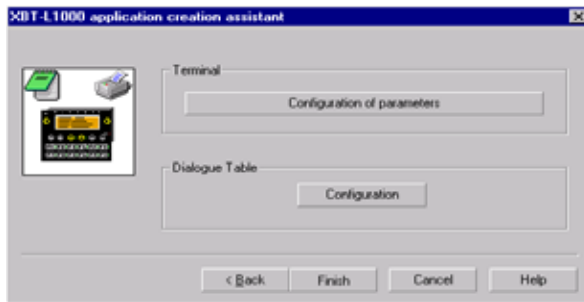 XBT-L1000 application creation assistant
Terminal
Configuration of parameters
Dialogue Table
Configuration
< Back
Finish
Cancel
Help